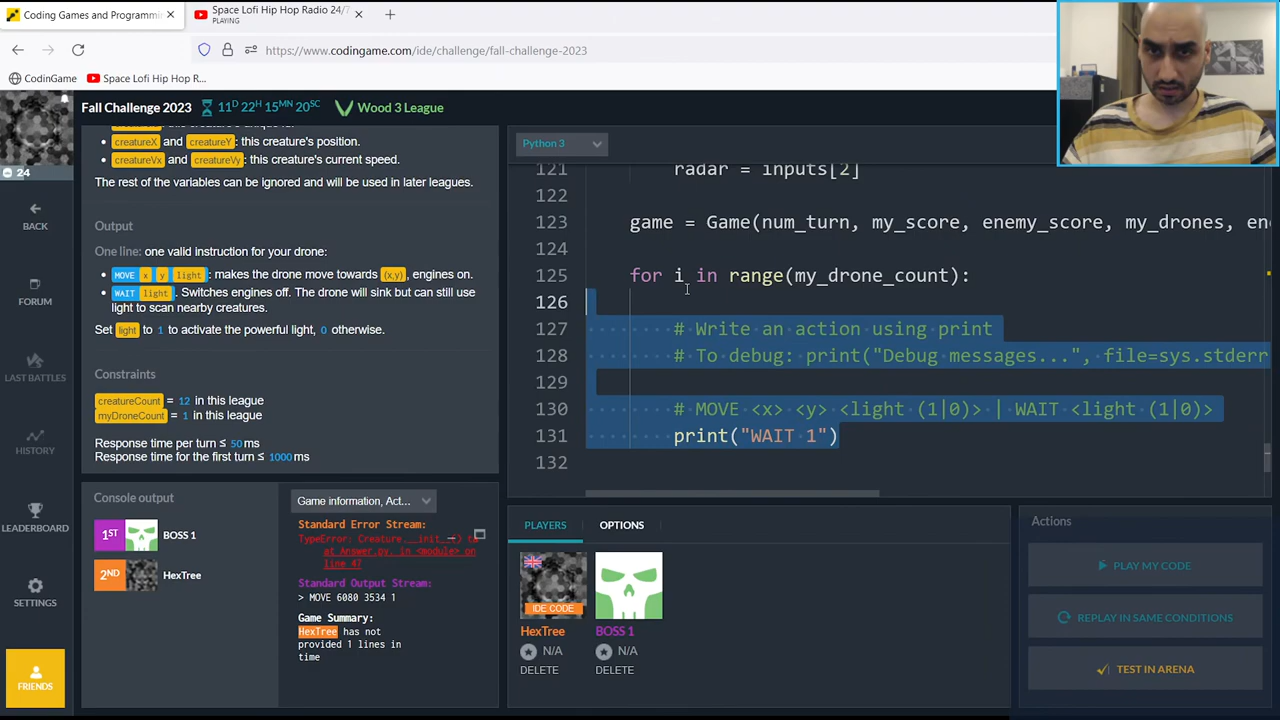 Coding Games and Programmi
Space Lofi Hip Hop Radio 24/7
PLAYING
https://www.codingame.com/ide/challenge/fall-challenge-2023
CodinGame
Space Lofi Hip Hop R...
Fall Challenge 2023
11D 22H 15MN 20SC
Wood 3 League
24
BACK
FORUM
LAST BATTLES
HISTORY
LEADERBOARD
SETTINGS
FRIENDS
creatureX and creatureY: this creature's position.
creatureVx and creatureVy: this creature's current speed.
The rest of the variables can be ignored and will be used in later leagues.
Output
One line: one valid instruction for your drone:
MOVE x y light: makes the drone move towards (x,y), engines on.
WAIT light. Switches engines off. The drone will sink but can still use
light to scan nearby creatures.
Set light to 1 to activate the powerful light, 0 otherwise.
Constraints
creatureCount = 12 in this league
myDroneCount = 1 in this league
Response time per turn ≤ 50 ms
Response time for the first turn ≤ 1000 ms
Console output
1ST BOSS 1
2ND HexTree
Game information, Act...
Standard Error Stream:
TypeError: Creature.__init__() ta
at Answer.py. in <module> on
line 47
Standard Output Stream:
> MOVE 6080 3534 1
Game Summary:
HexTree has not
provided 1 lines in
time
Python 3
121 radar = inputs[2]
122
123 game = Game(num_turn, my_score, enemy_score, my_drones, en
124
125 for i in range(my_drone_count):
126
127 # Write an action using print
128 # To debug: print("Debug messages...", file=sys.stderr
129
130 # MOVE <x> <y> <light (1|0)> | WAIT <light (1|0)>
131 print("WAIT 1")
132
PLAYERS
OPTIONS
IDE CODE
HexTree
N/A
DELETE
BOSS 1
N/A
DELETE
Actions
PLAY MY CODE
REPLAY IN SAME CONDITIONS
TEST IN ARENA